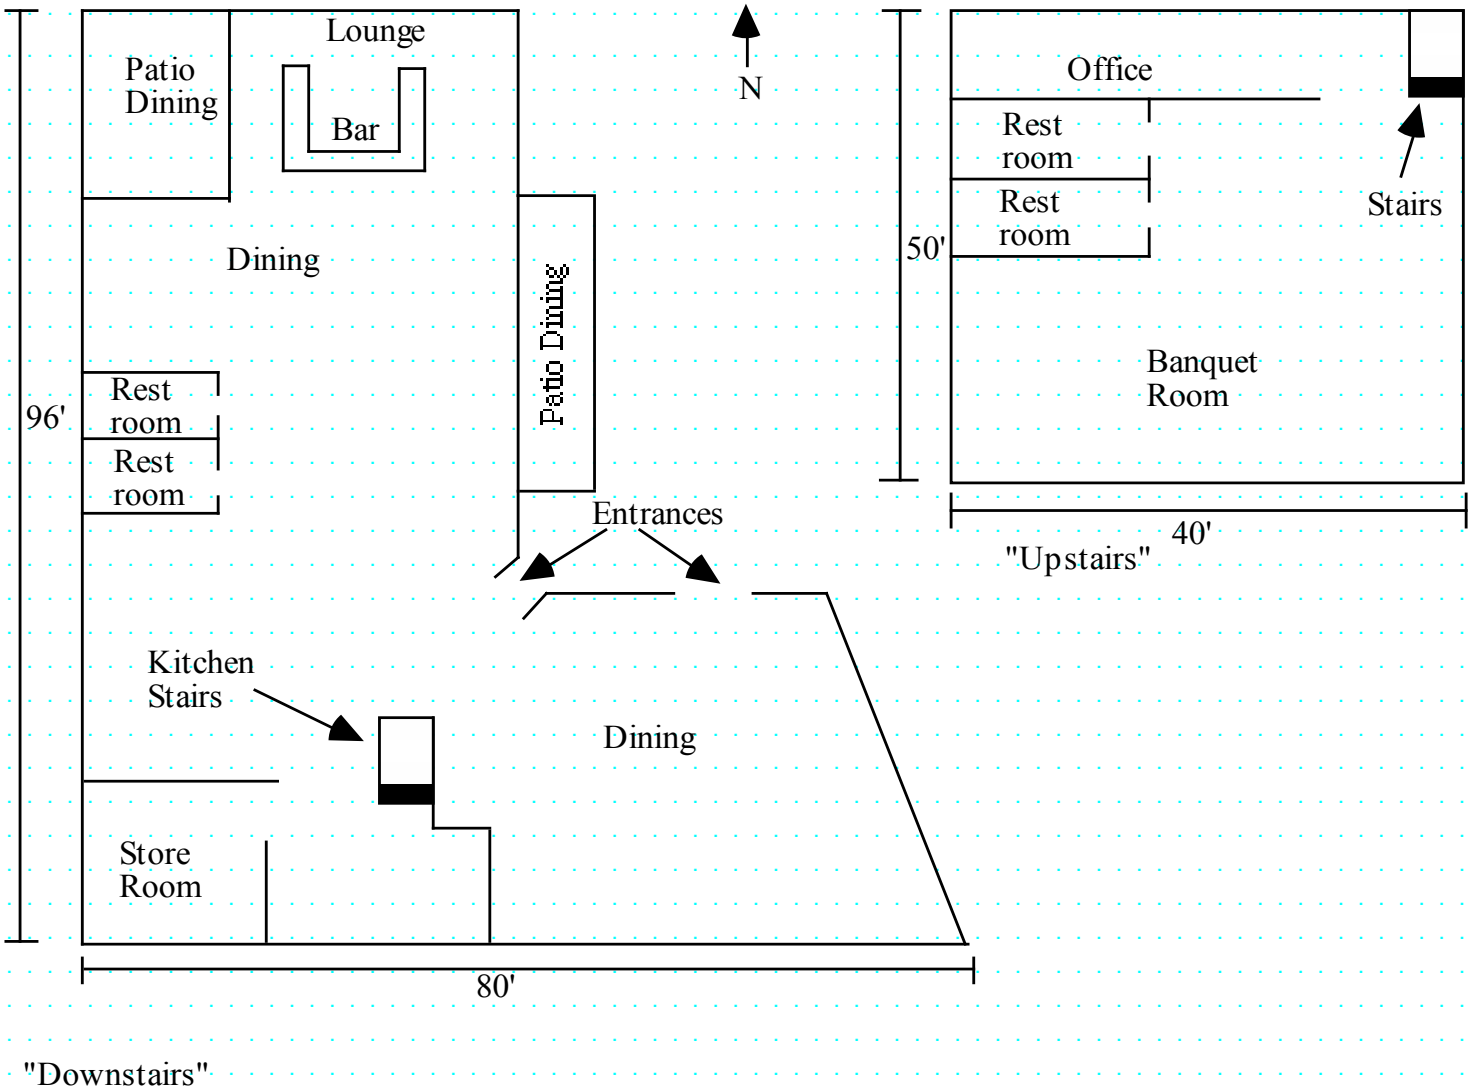 Lounge
Patio
Dining
Bar
N
Office
Rest
room
Rest
room
Stairs
50'
Dining
Patio Dining
Banquet
Room
Rest
room
96'
Rest
room
Entrances
40'
"Upstairs"
Kitchen
Stairs
Dining
Store
Room
80'
"Downstairs"